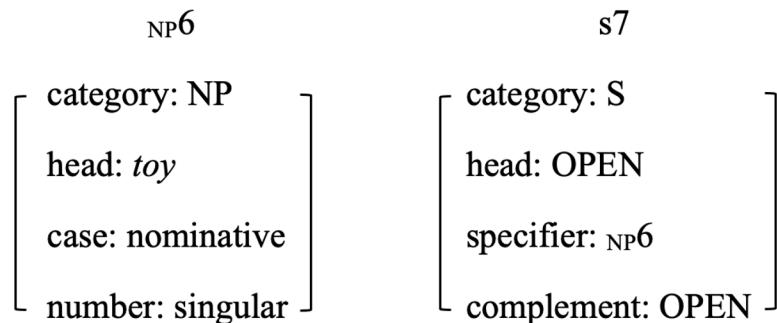 NP6
category: NP
head: toy
case: nominative
number: singular
s7
category: S
head: OPEN
specifier: NP6
complement: OPEN